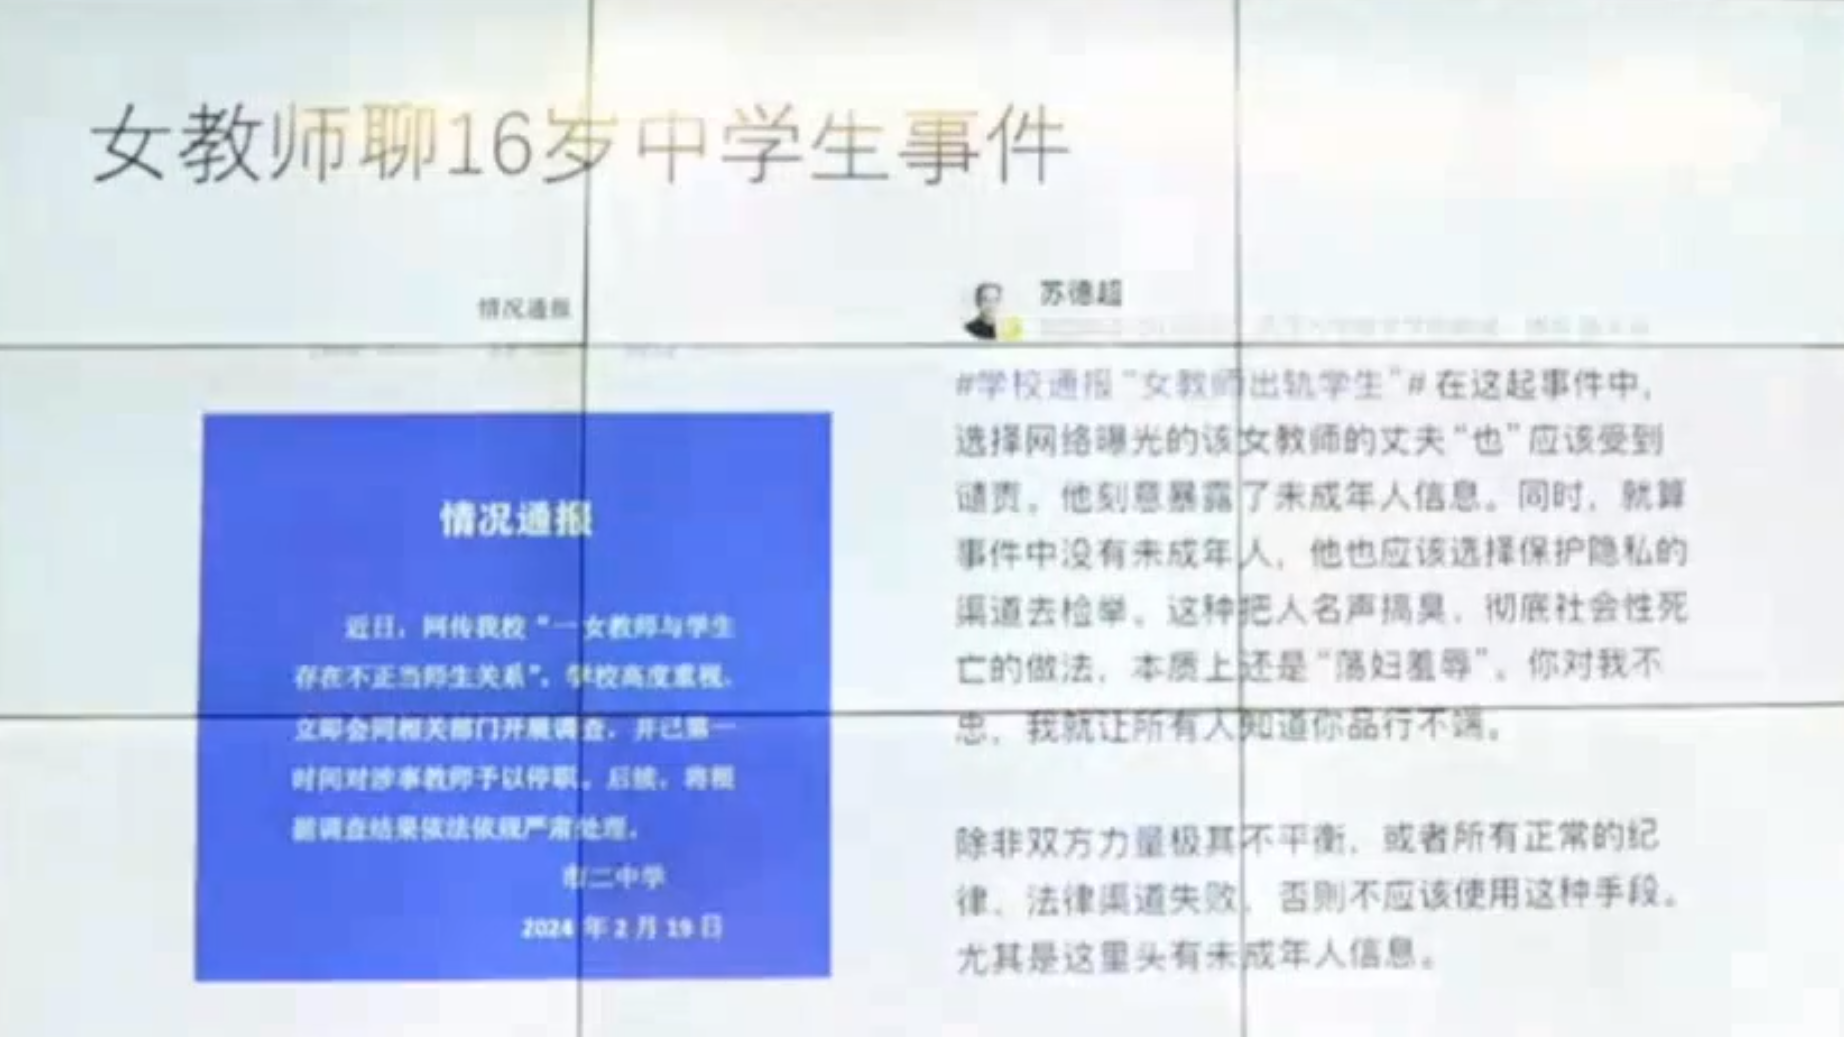 女教师聊16岁中学生事件
情况通报
情况通报
近日，网传我校“一女教师与学生
存在不正当师生关系”，学校高度重视，
立即会同相关部门开展调查，并已第一
时间对涉事教师予以停职。后续，将根
据调查结果依法依规严肃处理。
市二中学
2024年2月19日
苏德超
#学校通报“女教师出轨学生”#在这起事件中，
选择网络曝光的该女教师的丈夫“也”应该受到
谴责。他刻意暴露了未成年人信息。同时，就算
事件中没有未成年人，他也应该选择保护隐私的
渠道去检举。这种把人名声搞臭，彻底社会性死
亡的做法，本质上还是“荡妇羞辱”。你对我不
忠，我就让所有人知道你品行不端。
除非双方力量极其不平衡，或者所有正常的纪
律、法律渠道失败，否则不应该使用这种手段。
尤其是这里头有未成年人信息。